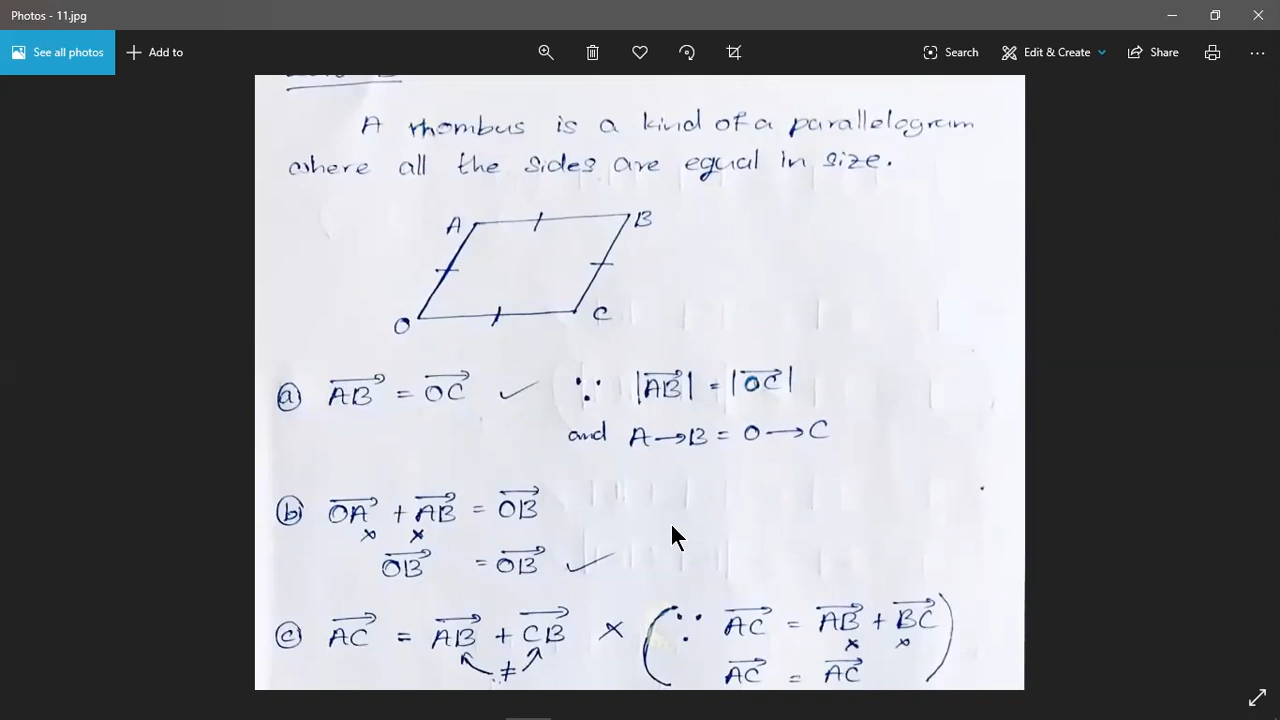 Photos - 11.jpg
See all photos
Add to
Search
Edit & Create
Share
A rhombus is a kind of a parallelogram
where all the sides are equal in size.
A
B
O
C
ⓐ AB⃗ = OC⃗ ✓ ∵ |AB⃗| = |OC⃗|
and A→B = O→C
ⓑ OA⃗ + AB⃗ = OB⃗
OB⃗ = OB⃗ ✓
ⓒ AC⃗ = AB⃗ + CB⃗ × (∵ AC⃗ = AB⃗ + BC⃗
≠ AC⃗ = AC⃗)